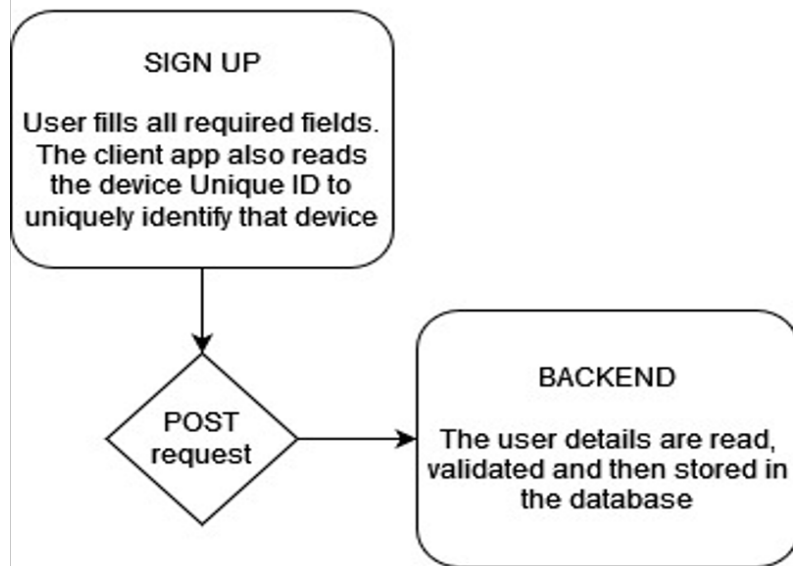 SIGN UP
User fills all required fields.
The client app also reads
the device Unique ID to
uniquely identify that device
POST
request
BACKEND
The user details are read,
validated and then stored in
the database